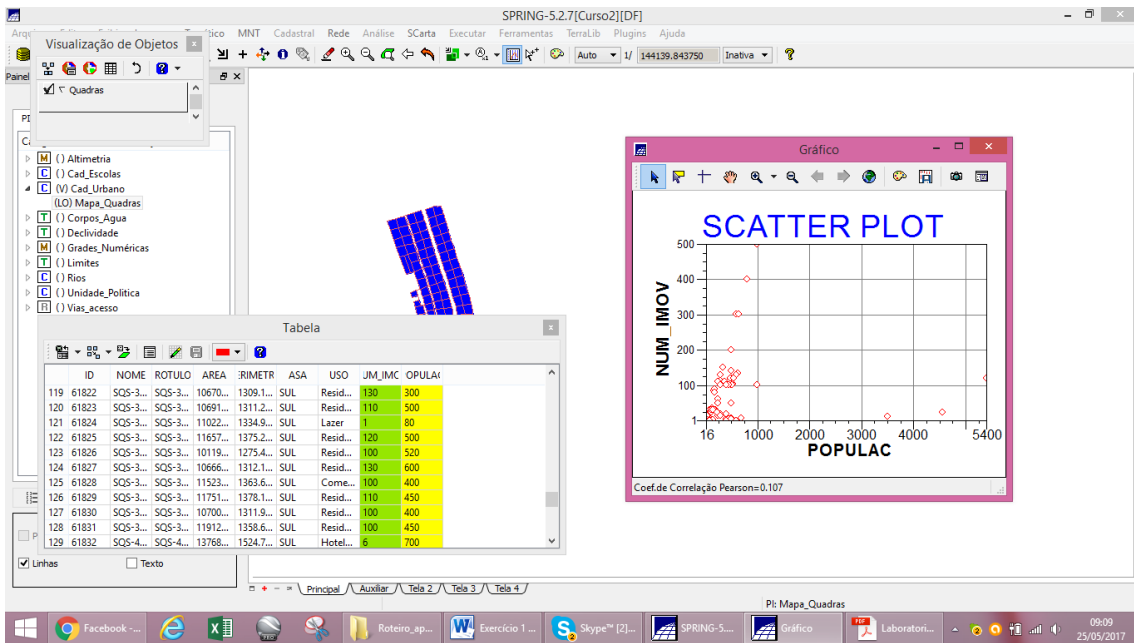 SPRING-5.2.7[Curso2][DF]
MNT Cadastral Rede Análise SCarta Executar Ferramentas TerraLib Plugins Ajuda
Visualização de Objetos
Auto 1/ 144139.843750 Inativa
Painel
Quadras
( ) Altimetria
( ) Cad_Escolas
(V) Cad_Urbano
(LO) Mapa_Quadras
( ) Corpos_Agua
( ) Declividade
( ) Grades_Numéricas
( ) Limites
( ) Rios
( ) Unidade_Politica
( ) Vias_acesso
Gráfico
SCATTER PLOT
NUM_IMOV
500
400
300
200
100
1
16 1000 2000 3000 4000 5400
POPULAC
Coef.de Correlação Pearson=0.107
Tabela
ID NOME ROTULO AREA ERIMETR ASA USO UM_IMC OPULAC
119 61822 SQS-3... SQS-3... 10670... 1309.1... SUL Resid... 130 300
120 61823 SQS-3... SQS-3... 10691... 1311.2... SUL Resid... 110 500
121 61824 SQS-3... SQS-3... 11022... 1334.9... SUL Lazer 1 80
122 61825 SQS-3... SQS-3... 11657... 1375.2... SUL Resid... 120 500
123 61826 SQS-3... SQS-3... 10119... 1275.4... SUL Resid... 100 520
124 61827 SQS-3... SQS-3... 10666... 1312.1... SUL Resid... 130 600
125 61828 SQS-3... SQS-3... 11523... 1363.6... SUL Come... 100 400
126 61829 SQS-3... SQS-3... 11751... 1378.1... SUL Resid... 110 450
127 61830 SQS-3... SQS-3... 10700... 1311.9... SUL Resid... 100 400
128 61831 SQS-3... SQS-3... 11912... 1358.6... SUL Resid... 100 450
129 61832 SQS-4... SQS-4... 13768... 1524.7... SUL Hotel... 6 700
Linhas Texto
Principal Auxiliar Tela 2 Tela 3 Tela 4
PI: Mapa_Quadras
Facebook -... Roteiro_ap... Exercício 1 ... Skype™ [2]... SPRING-5.... Gráfico Laboratori...
09:09
25/05/2017